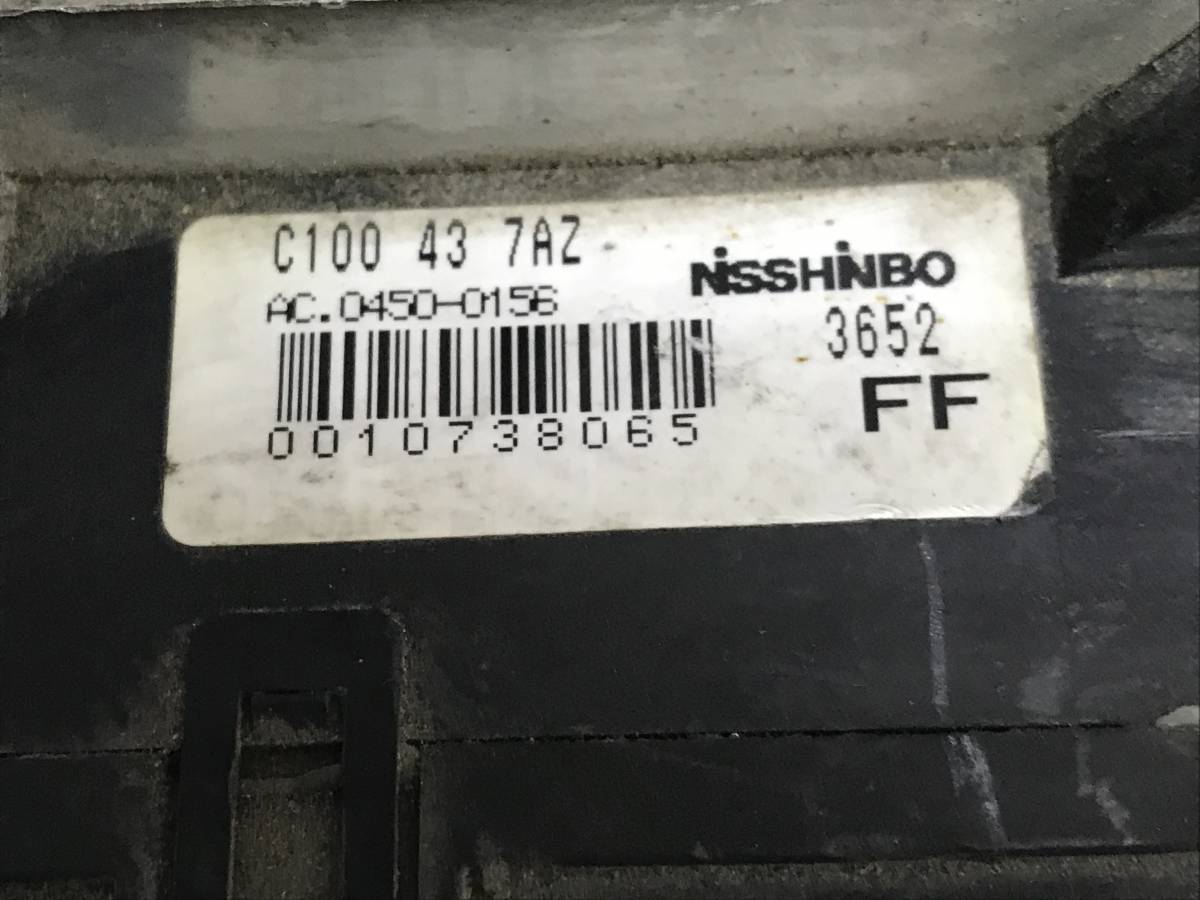 C100 43 7AZ
NiSSHiNBO
AC.0450-0156
3652
FF
0010738065